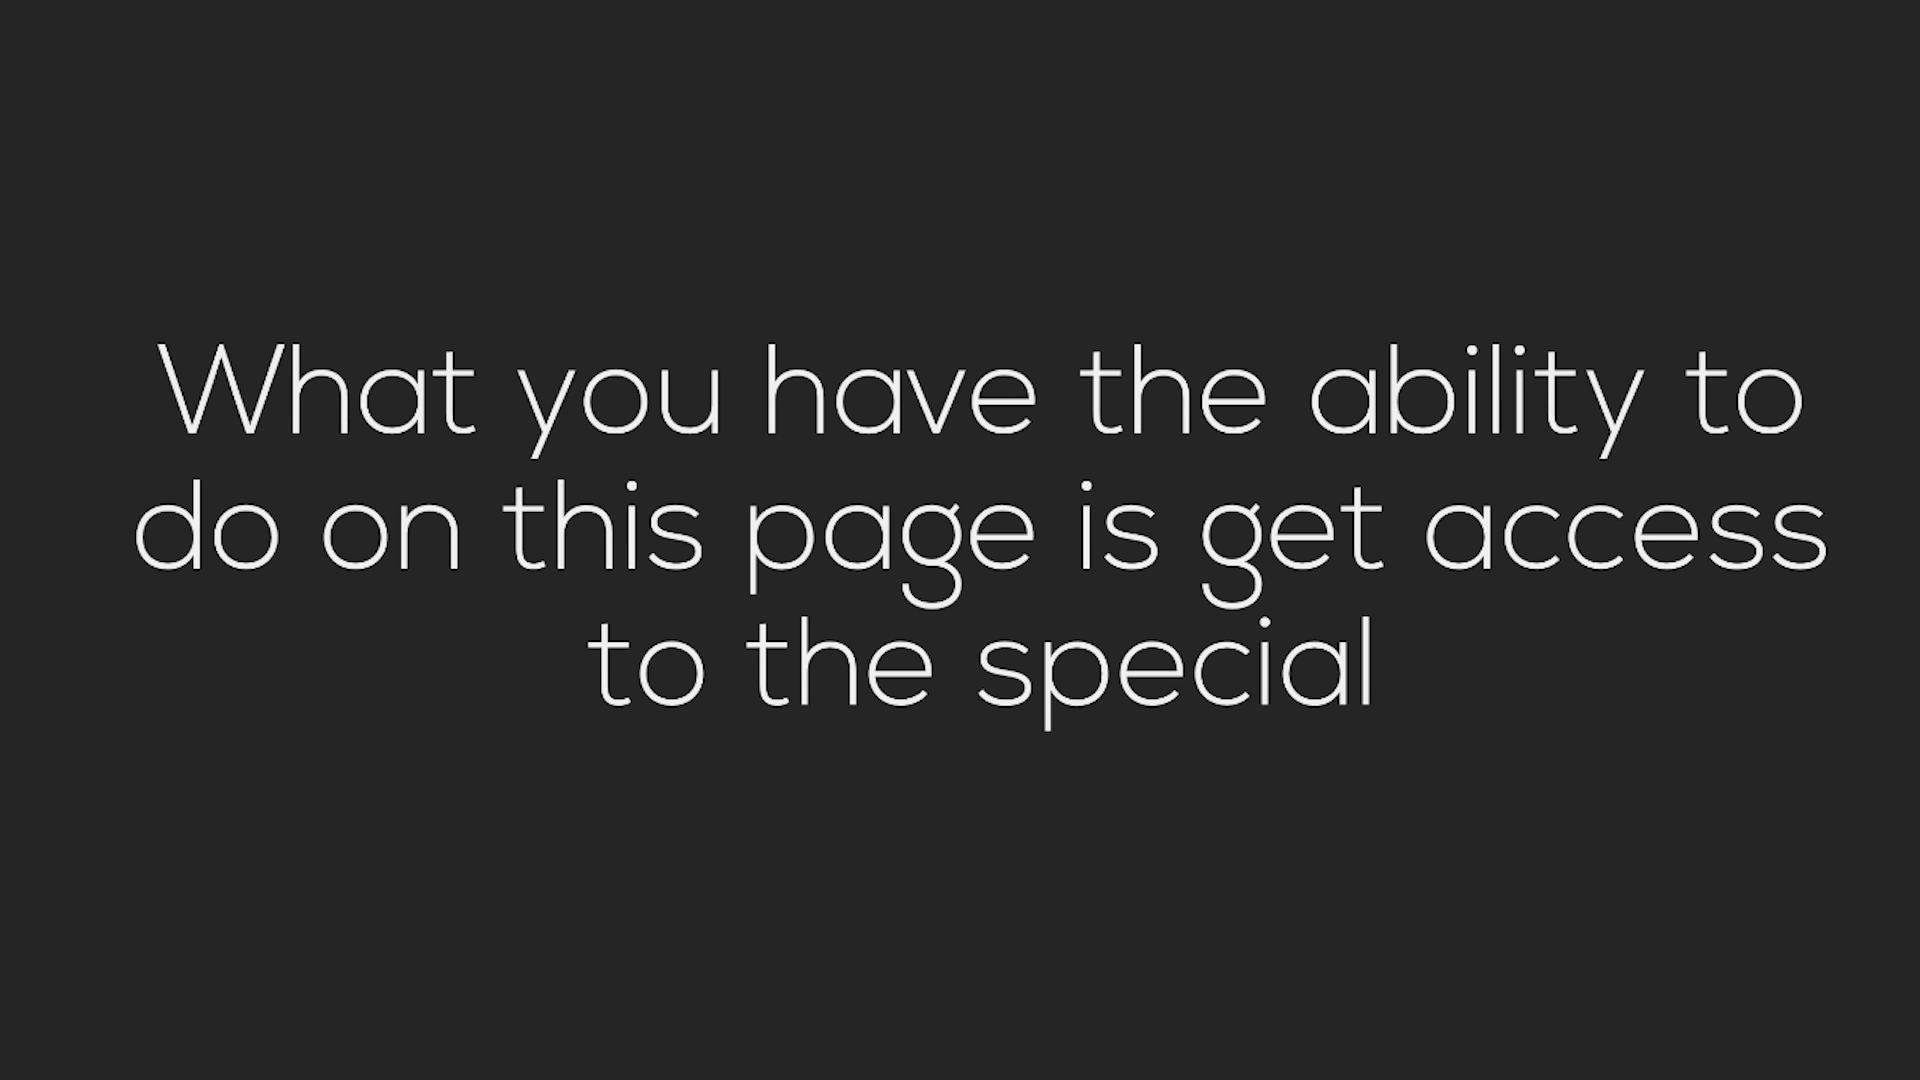 What you have the ability to
do on this page is get access
to the special